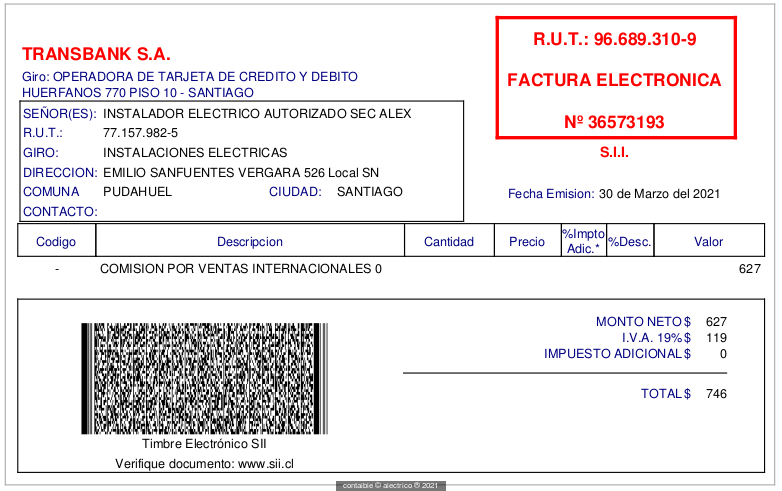 TRANSBANK S.A.
Giro: OPERADORA DE TARJETA DE CREDITO Y DEBITO
HUERFANOS 770 PISO 10 - SANTIAGO
R.U.T.: 96.689.310-9
FACTURA ELECTRONICA
Nº 36573193
S.I.I.
SEÑOR(ES): INSTALADOR ELECTRICO AUTORIZADO SEC ALEX
R.U.T.: 77.157.982-5
GIRO: INSTALACIONES ELECTRICAS
DIRECCION: EMILIO SANFUENTES VERGARA 526 Local SN
COMUNA PUDAHUEL CIUDAD: SANTIAGO
CONTACTO:
Fecha Emision: 30 de Marzo del 2021
Codigo Descripcion Cantidad Precio %Impto Adic.* %Desc. Valor
- COMISION POR VENTAS INTERNACIONALES 0 627
MONTO NETO $ 627
I.V.A. 19% $ 119
IMPUESTO ADICIONAL $ 0
TOTAL $ 746
Timbre Electrónico SII
Verifique documento: www.sii.cl
contaible © alectrico ® 2021